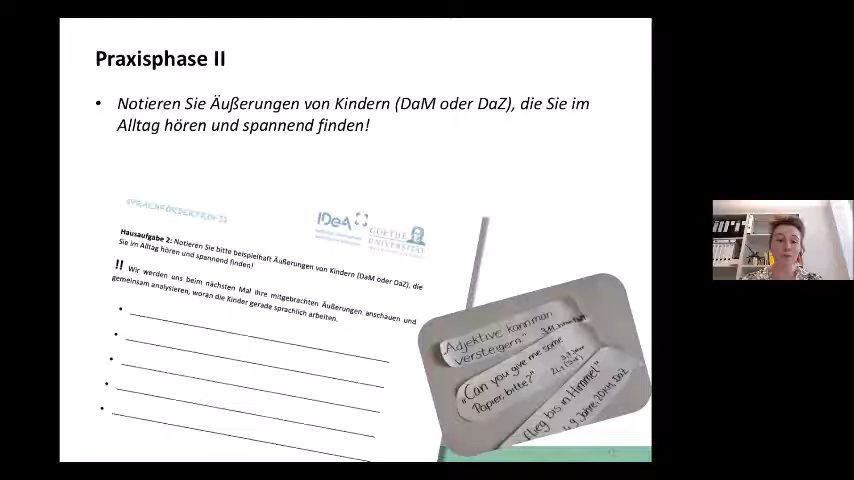 Praxisphase II
• Notieren Sie Äußerungen von Kindern (DaM oder DaZ), die Sie im
Alltag hören und spannend finden!
SPRACHFÖRDERPROFIS
IDeA
GOETHE
UNIVERSITÄT
Hausaufgabe 2: Notieren Sie bitte beispielhaft Äußerungen von Kindern (DaM oder DaZ), die
Sie im Alltag hören und spannend finden!
!! Wir werden uns beim nächsten Mal Ihre mitgebrachten Äußerungen anschauen und
gemeinsam analysieren, woran die Kinder gerade sprachlich arbeiten.
Adjektive kann man
versteigern"
"Can you give me some
Papier, bitte?"
flieg bis in Himmel"
DaZ